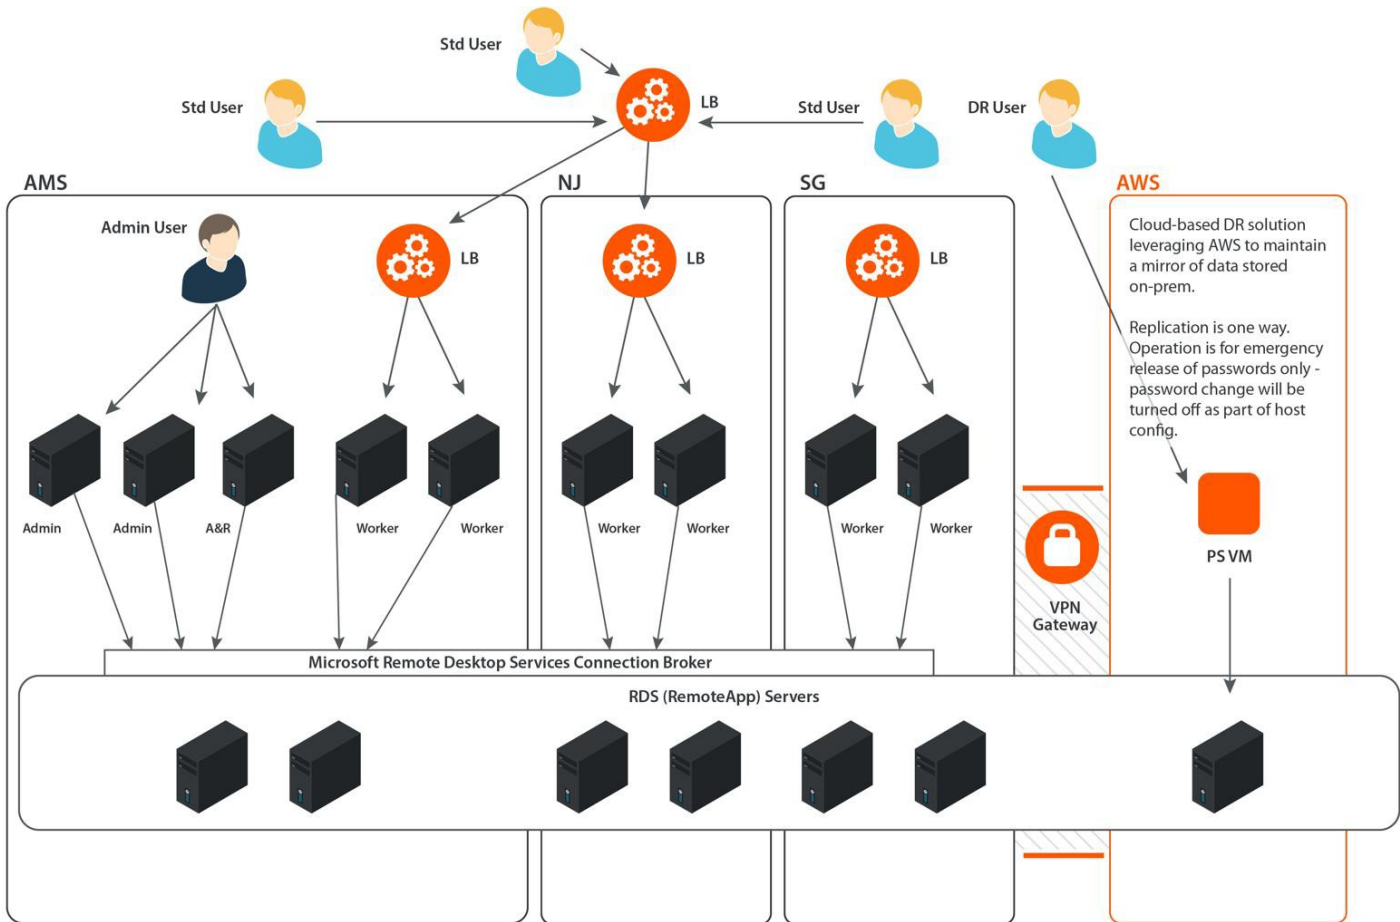 Std User
LB
Std User
Std User
DR User
AMS
NJ
SG
AWS
Admin User
LB
LB
LB
Cloud-based DR solution
leveraging AWS to maintain
a mirror of data stored
on-prem.
Replication is one way.
Operation is for emergency
release of passwords only -
password change will be
turned off as part of host
config.
Admin
Admin
A&R
Worker
Worker
Worker
Worker
Worker
Worker
PS VM
VPN
Gateway
Microsoft Remote Desktop Services Connection Broker
RDS (RemoteApp) Servers